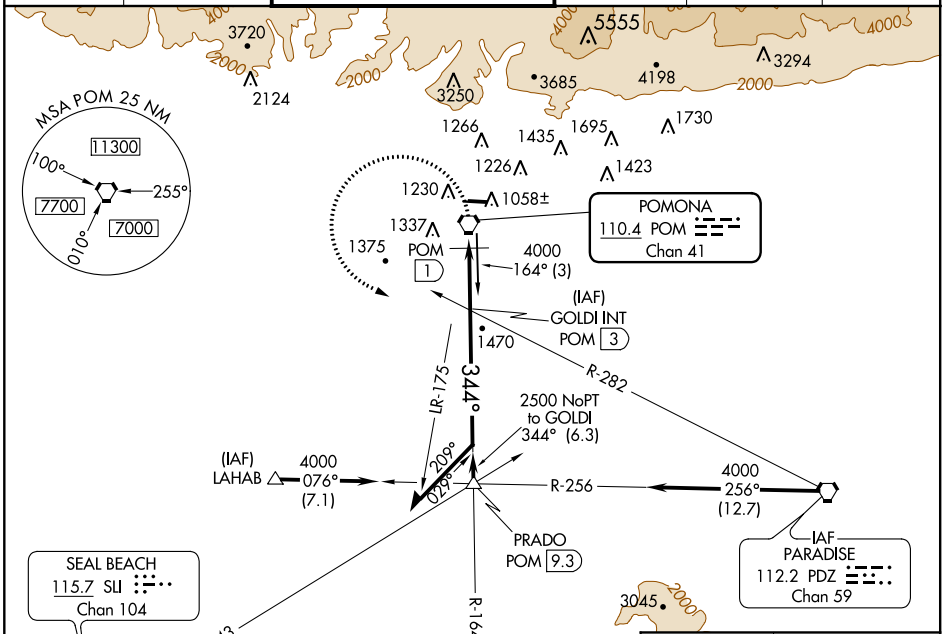 4000
3720
2000
2124
2000
3250
4000
5555
3685
4198
3294
4000
2000
MSA POM 25 NM
11300
100°
255°
7700
7000
010°
1266
1435
1695
1730
1226
1423
1230
1058±
1337
1375
POM
1
4000
164° (3)
POMONA
110.4 POM
Chan 41
(IAF)
GOLDI INT
POM 3
1470
LR-175
344°
R-282
2500 NoPT
to GOLDI
344° (6.3)
209°
029°
(IAF)
LAHAB
4000
076°
(7.1)
R-256
4000
256°
(12.7)
PRADO
POM 9.3
IAF
PARADISE
112.2 PDZ
Chan 59
SEAL BEACH
115.7 SLI
Chan 104
R-164
3045
2000